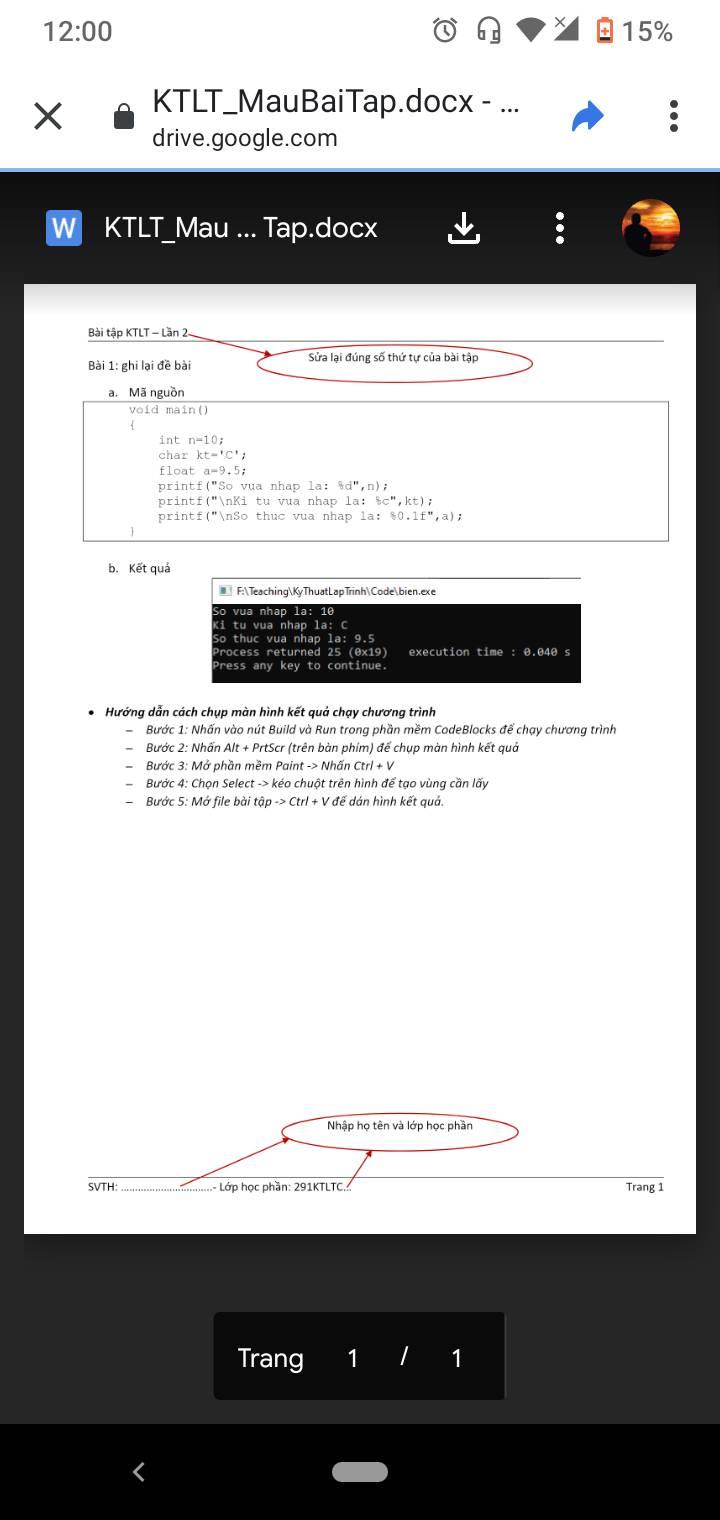 12:00
15%
KTLT_MauBaiTap.docx - ...
drive.google.com
W KTLT_Mau ... Tap.docx
Bài tập KTLT – Lần 2
Sửa lại đúng số thứ tự của bài tập
Bài 1: ghi lại đề bài
a. Mã nguồn
void main()
{
int n=10;
char kt='C';
float a=9.5;
printf("So vua nhap la: %d",n);
printf("\nKi tu vua nhap la: %c",kt);
printf("\nSo thuc vua nhap la: %0.1f",a);
}
b. Kết quả
F:\Teaching\KyThuatLapTrinh\Code\bien.exe
So vua nhap la: 10
Ki tu vua nhap la: C
So thuc vua nhap la: 9.5
Process returned 25 (0x19) execution time : 0.040 s
Press any key to continue.
• Hướng dẫn cách chụp màn hình kết quả chạy chương trình
– Bước 1: Nhấn vào nút Build và Run trong phần mềm CodeBlocks để chạy chương trình
– Bước 2: Nhấn Alt + PrtScr (trên bàn phím) để chụp màn hình kết quả
– Bước 3: Mở phần mềm Paint -> Nhấn Ctrl + V
– Bước 4: Chọn Select -> kéo chuột trên hình để tạo vùng cần lấy
– Bước 5: Mở file bài tập -> Ctrl + V để dán hình kết quả.
Nhập họ tên và lớp học phần
SVTH: ................................- Lớp học phần: 291KTLTC...
Trang 1
Trang 1 / 1